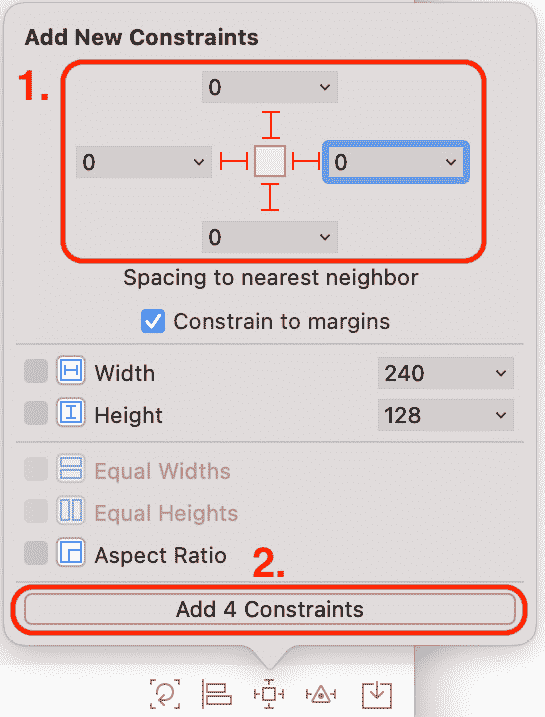 Add New Constraints
1.
0
0
0
0
Spacing to nearest neighbor
Constrain to margins
Width
240
Height
128
Equal Widths
Equal Heights
Aspect Ratio
2.
Add 4 Constraints